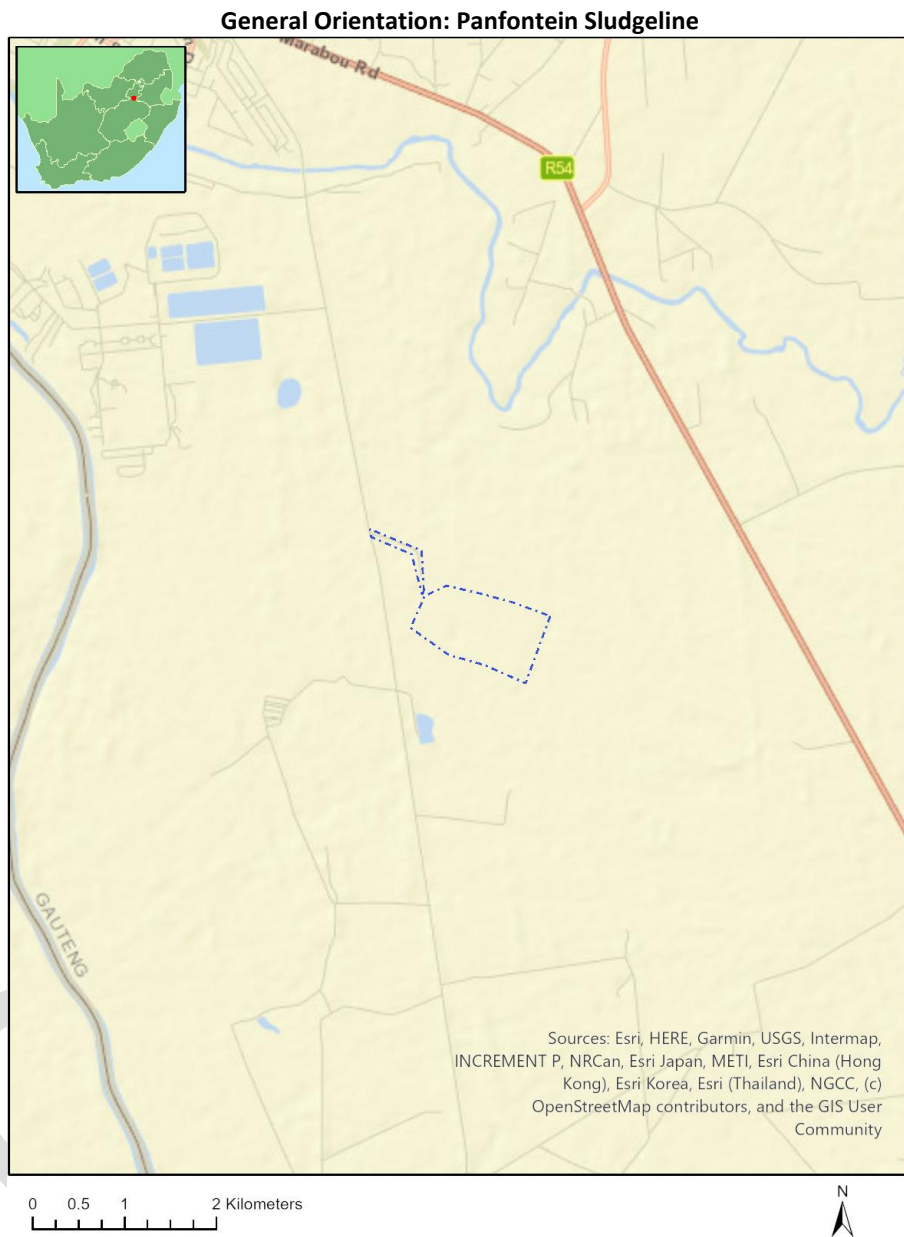 General Orientation: Panfontein Sludgeline
Marabou Rd
R54
GAUTENG
Sources: Esri, HERE, Garmin, USGS, Intermap,
INCREMENT P, NRCan, Esri Japan, METI, Esri China (Hong
Kong), Esri Korea, Esri (Thailand), NGCC, (c)
OpenStreetMap contributors, and the GIS User
Community
0 0.5 1 2 Kilometers
N